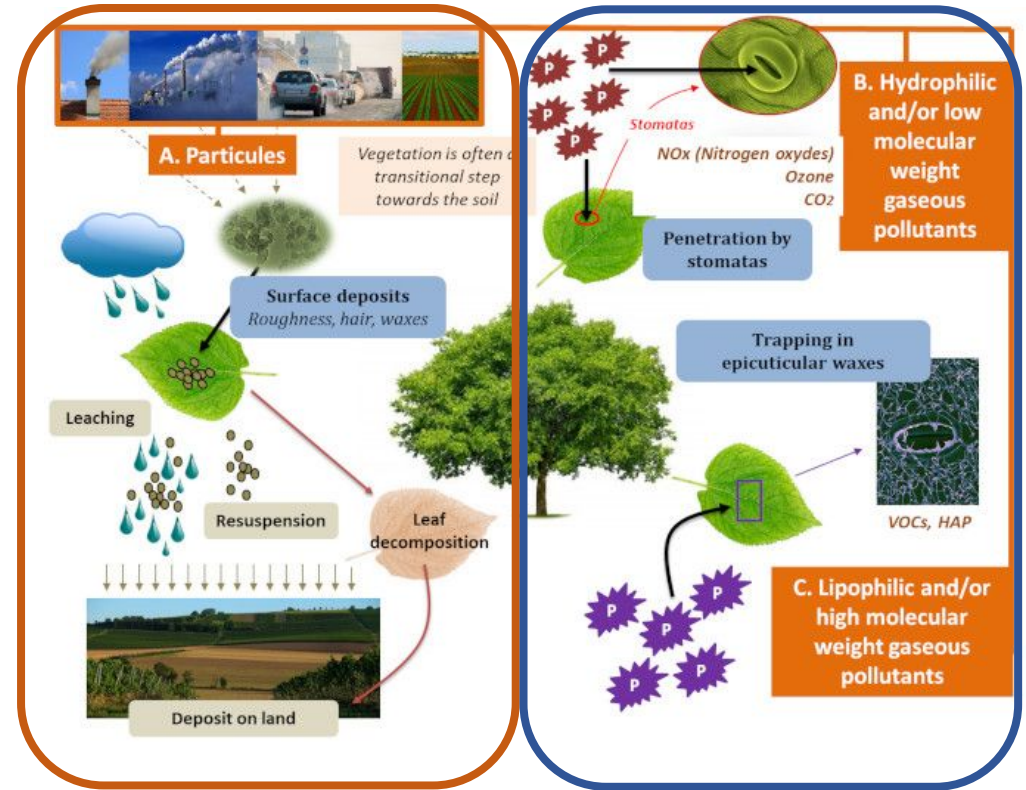 A. Particules
Vegetation is often a
transitional step
towards the soil
Surface deposits
Roughness, hair, waxes
Leaching
Resuspension
Leaf
decomposition
Deposit on land
P
P
P
P
P
Stomatas
NOx (Nitrogen oxydes)
Ozone
CO2
B. Hydrophilic
and/or low
molecular
weight
gaseous
pollutants
Penetration by
stomatas
Trapping in
epicuticular waxes
VOCs, HAP
P
P
P
P
P
C. Lipophilic and/or
high molecular
weight gaseous
pollutants